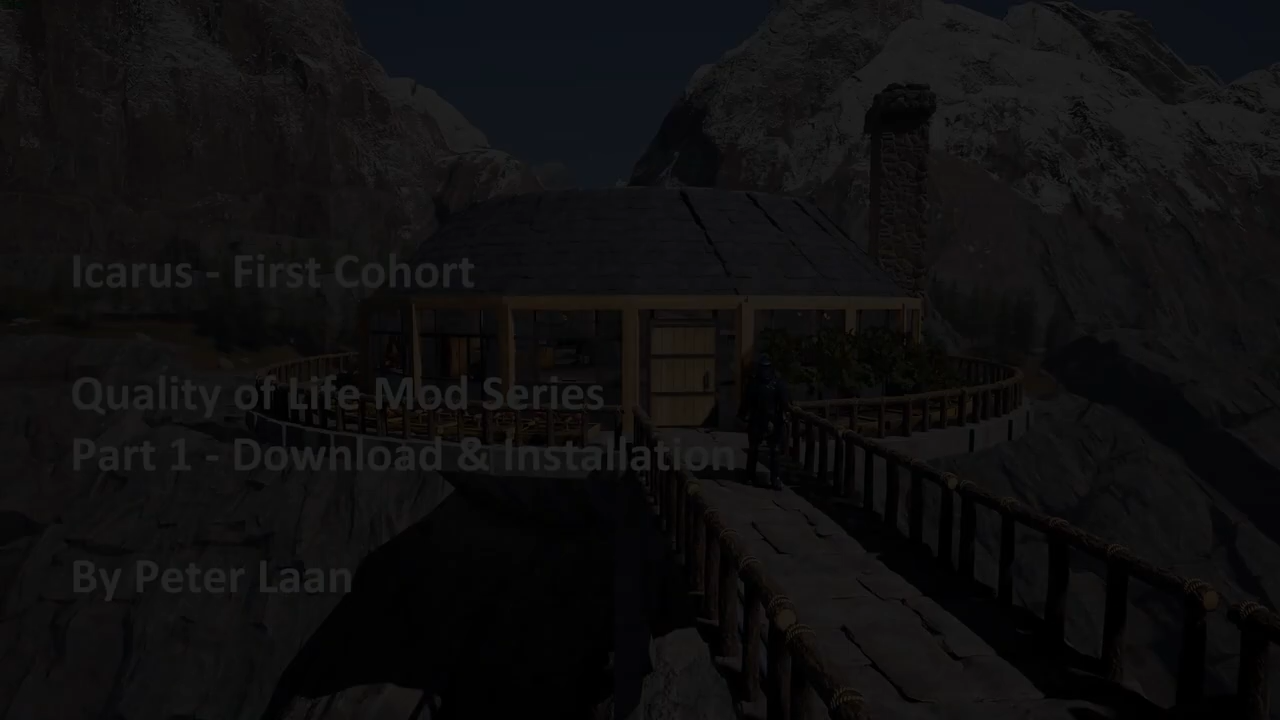 Icarus - First Cohort
Quality of Life Mod Series
Part 1 - Download & Installation
By Peter Laan